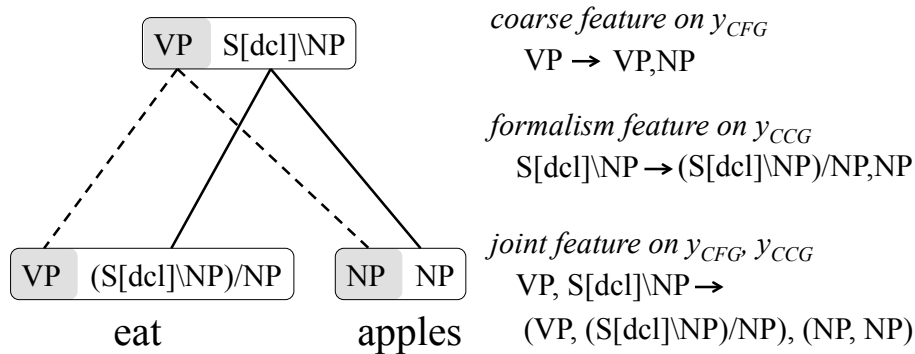 VP S[dcl]\NP
VP (S[dcl]\NP)/NP
NP NP
eat
apples
coarse feature on y_CFG
VP → VP,NP
formalism feature on y_CCG
S[dcl]\NP → (S[dcl]\NP)/NP,NP
joint feature on y_CFG, y_CCG
VP, S[dcl]\NP →
(VP, (S[dcl]\NP)/NP), (NP, NP)